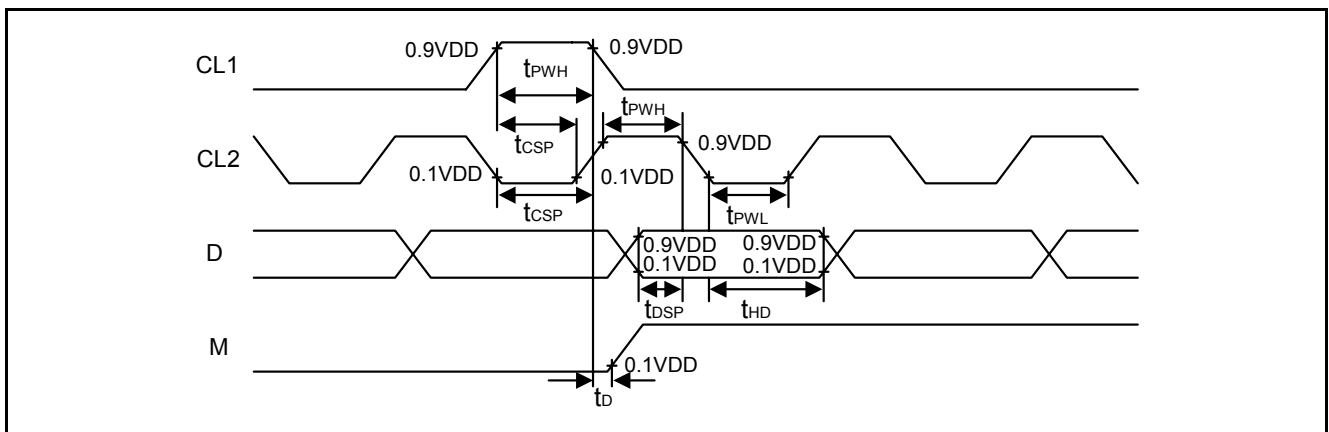 CL1
0.9VDD
0.9VDD
tPWH
tPWH
tCSP
CL2
0.9VDD
0.1VDD
0.1VDD
tCSP
tPWL
D
0.9VDD
0.9VDD
0.1VDD
0.1VDD
tDSP
tHD
M
0.1VDD
tD